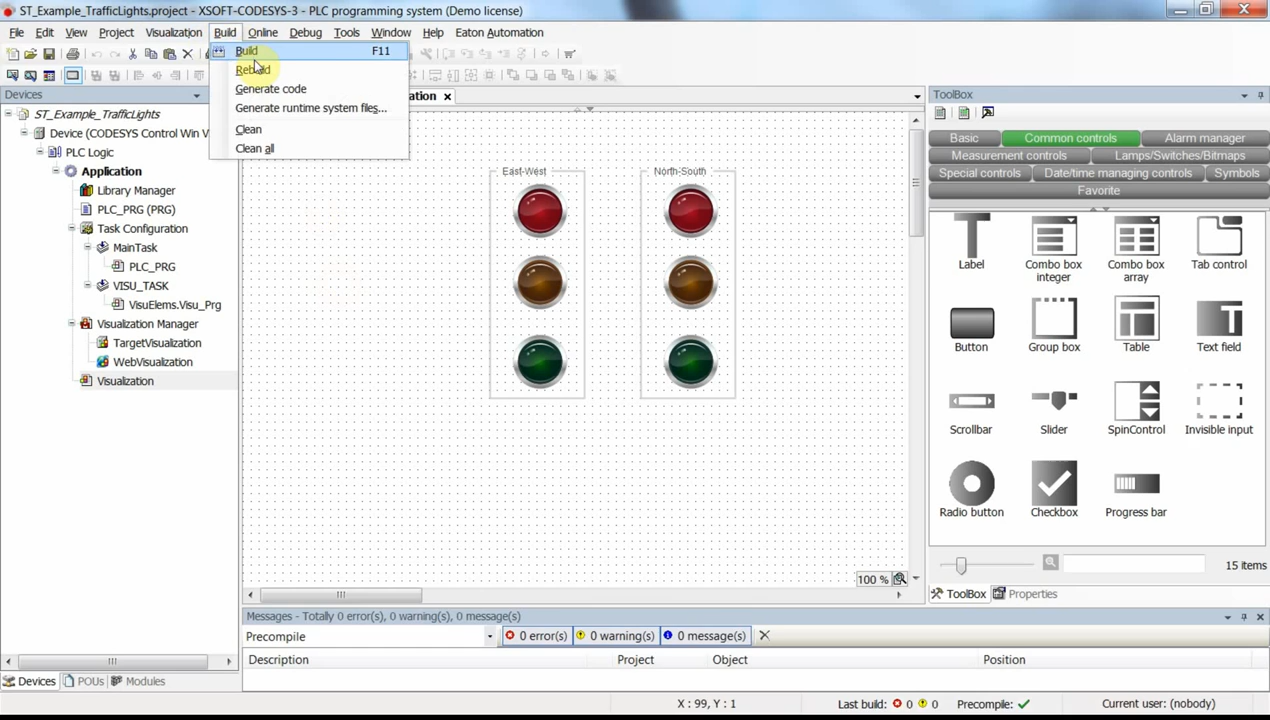 ST_Example_TrafficLights.project - XSOFT-CODESYS-3 - PLC programming system (Demo license)
File Edit View Project Visualization Build Online Debug Tools Window Help Eaton Automation
Build F11
Rebuild
Generate code
Generate runtime system files...
Clean
Clean all
Devices
ST_Example_TrafficLights
Device (CODESYS Control Win V
PLC Logic
Application
Library Manager
PLC_PRG (PRG)
Task Configuration
MainTask
PLC_PRG
VISU_TASK
VisuElems.Visu_Prg
Visualization Manager
TargetVisualization
WebVisualization
Visualization
Devices POUs Modules
ation
East-West
North-South
100 %
ToolBox
Basic Common controls Alarm manager
Measurement controls Lamps/Switches/Bitmaps
Special controls Date/time managing controls Symbols
Favorite
Label
Combo box integer
Combo box array
Tab control
Button
Group box
Table
Text field
Scrollbar
Slider
SpinControl
Invisible input
Radio button
Checkbox
Progress bar
15 items
ToolBox Properties
Messages - Totally 0 error(s), 0 warning(s), 0 message(s)
Precompile 0 error(s) 0 warning(s) 0 message(s)
Description Project Object Position
X : 99, Y : 1 Last build: 0 0 Precompile: Current user: (nobody)